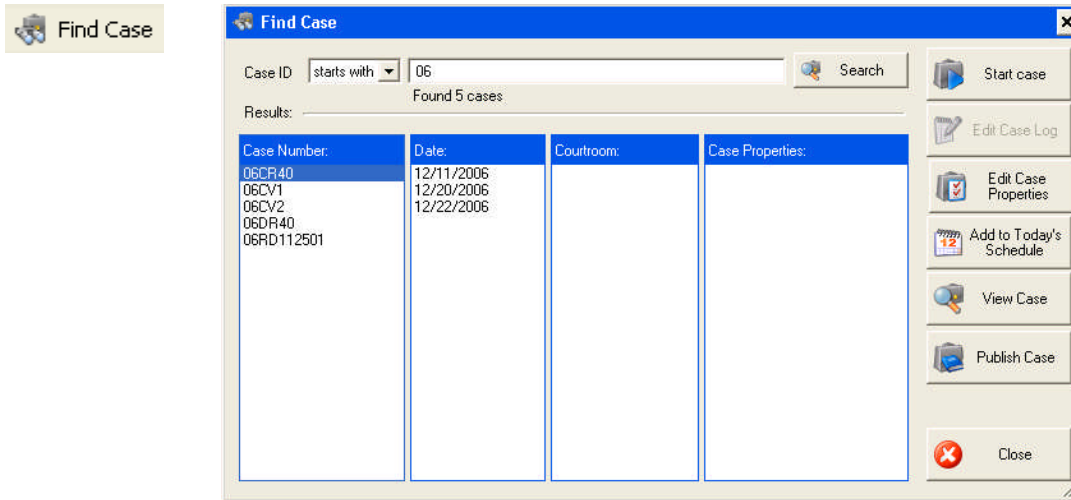 Find Case
Find Case
Case ID starts with 06 Search
Found 5 cases
Results:
Case Number: Date: Courtroom: Case Properties:
06CR40 12/11/2006
06CV1 12/20/2006
06CV2 12/22/2006
06DR40
06RD112501
Start case
Edit Case Log
Edit Case
Properties
12
Add to Today's
Schedule
View Case
Publish Case
Close